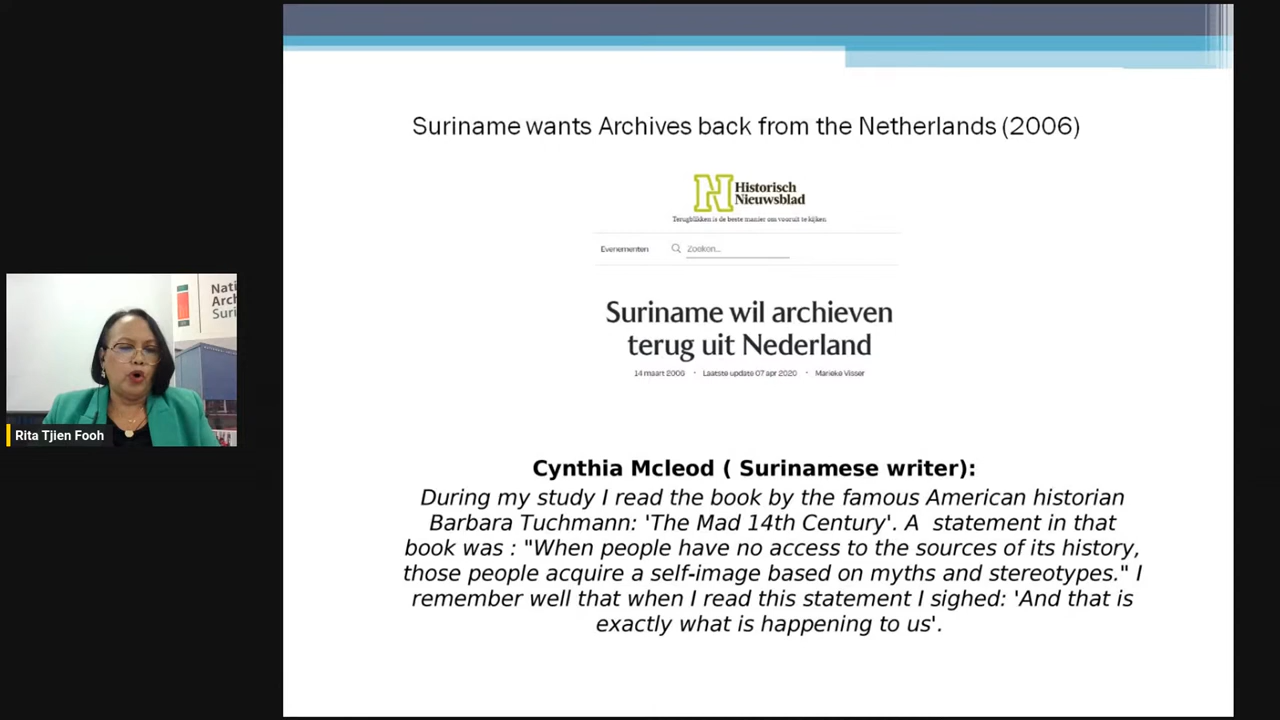 Suriname wants Archives back from the Netherlands (2006)
Historisch
Nieuwsblad
Terugblikken is de beste manier om vooruit te kijken
Evenementen
Zoeken...
Suriname wil archieven
terug uit Nederland
14 maart 2006 • Laatste update 07 apr 2020 • Marieke Visser
Nati
Arch
Suri
Rita Tjien Fooh
Cynthia Mcleod ( Surinamese writer):
During my study I read the book by the famous American historian
Barbara Tuchmann: 'The Mad 14th Century'. A statement in that
book was : "When people have no access to the sources of its history,
those people acquire a self-image based on myths and stereotypes." I
remember well that when I read this statement I sighed: 'And that is
exactly what is happening to us'.